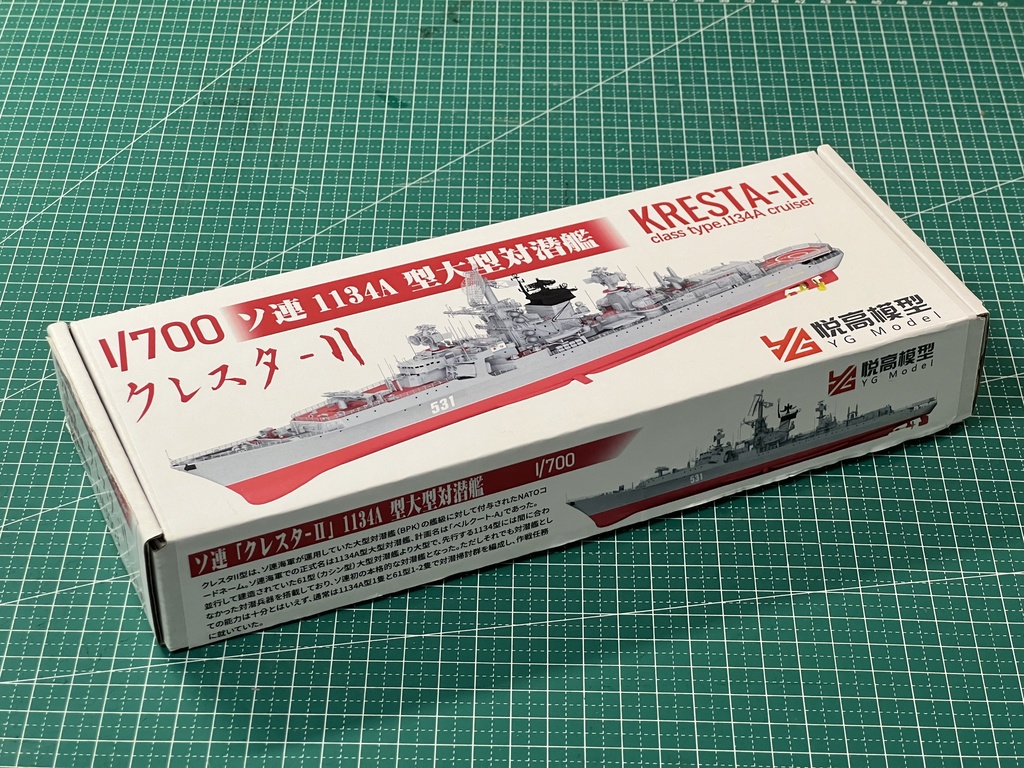 1/700
ソ連 1134A 型大型対潜艦
KRESTA-II
class type.1134A cruiser
クレスタ-II
531
悦高模型
YG Model
悦高模型
YG Model
531
ソ連「クレスタ-II」1134A 型大型対潜艦
1/700
クレスタII型は、ソ連海軍が運用していた大型対潜艦(BPK)の艦級に対して付与されたNATOコ
ードネーム。ソ連海軍での正式名は1134A型大型対潜艦、計画名は「ベルクート-A」であった。
並行して建造されていた61型(カシン型)大型対潜艦より大型で、先行する1134型には間に合わ
なかった対潜兵器を搭載しており、ソ連初の本格的な対潜艦となった。ただしそれでも対潜艦とし
ての能力は十分とはいえず、通常は1134A型1隻と61型1-2隻で対潜掃討群を編成し、作戦任務
に就いていた。